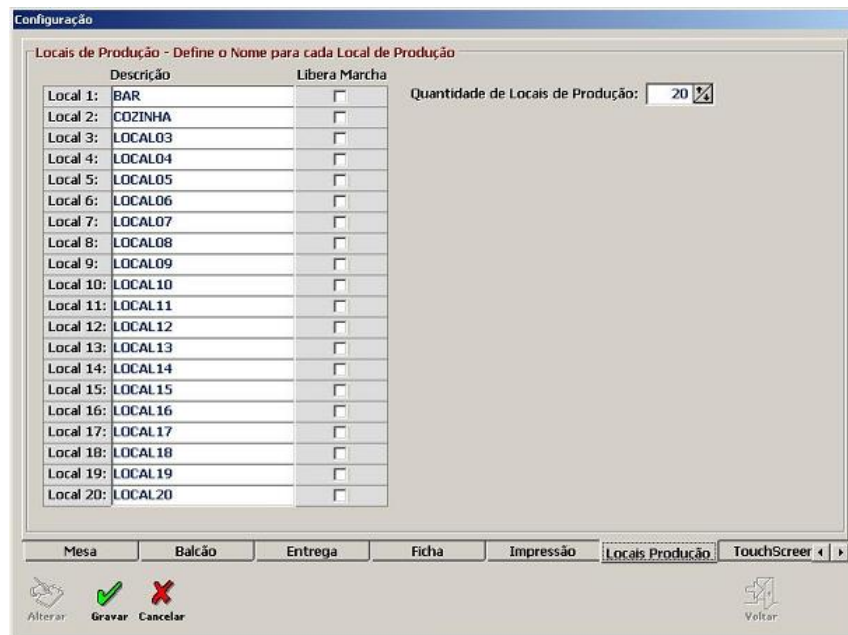 Configuração
Locais de Produção - Define o Nome para cada Local de Produção
Descrição Libera Marcha
Quantidade de Locais de Produção: 20
Local 1: BAR
Local 2: COZINHA
Local 3: LOCAL03
Local 4: LOCAL04
Local 5: LOCAL05
Local 6: LOCAL06
Local 7: LOCAL07
Local 8: LOCAL08
Local 9: LOCAL09
Local 10: LOCAL10
Local 11: LOCAL11
Local 12: LOCAL12
Local 13: LOCAL13
Local 14: LOCAL14
Local 15: LOCAL15
Local 16: LOCAL16
Local 17: LOCAL17
Local 18: LOCAL18
Local 19: LOCAL19
Local 20: LOCAL20
Mesa Balcão Entrega Ficha Impressão Locais Produção TouchScreer
Alterar Gravar Cancelar Voltar